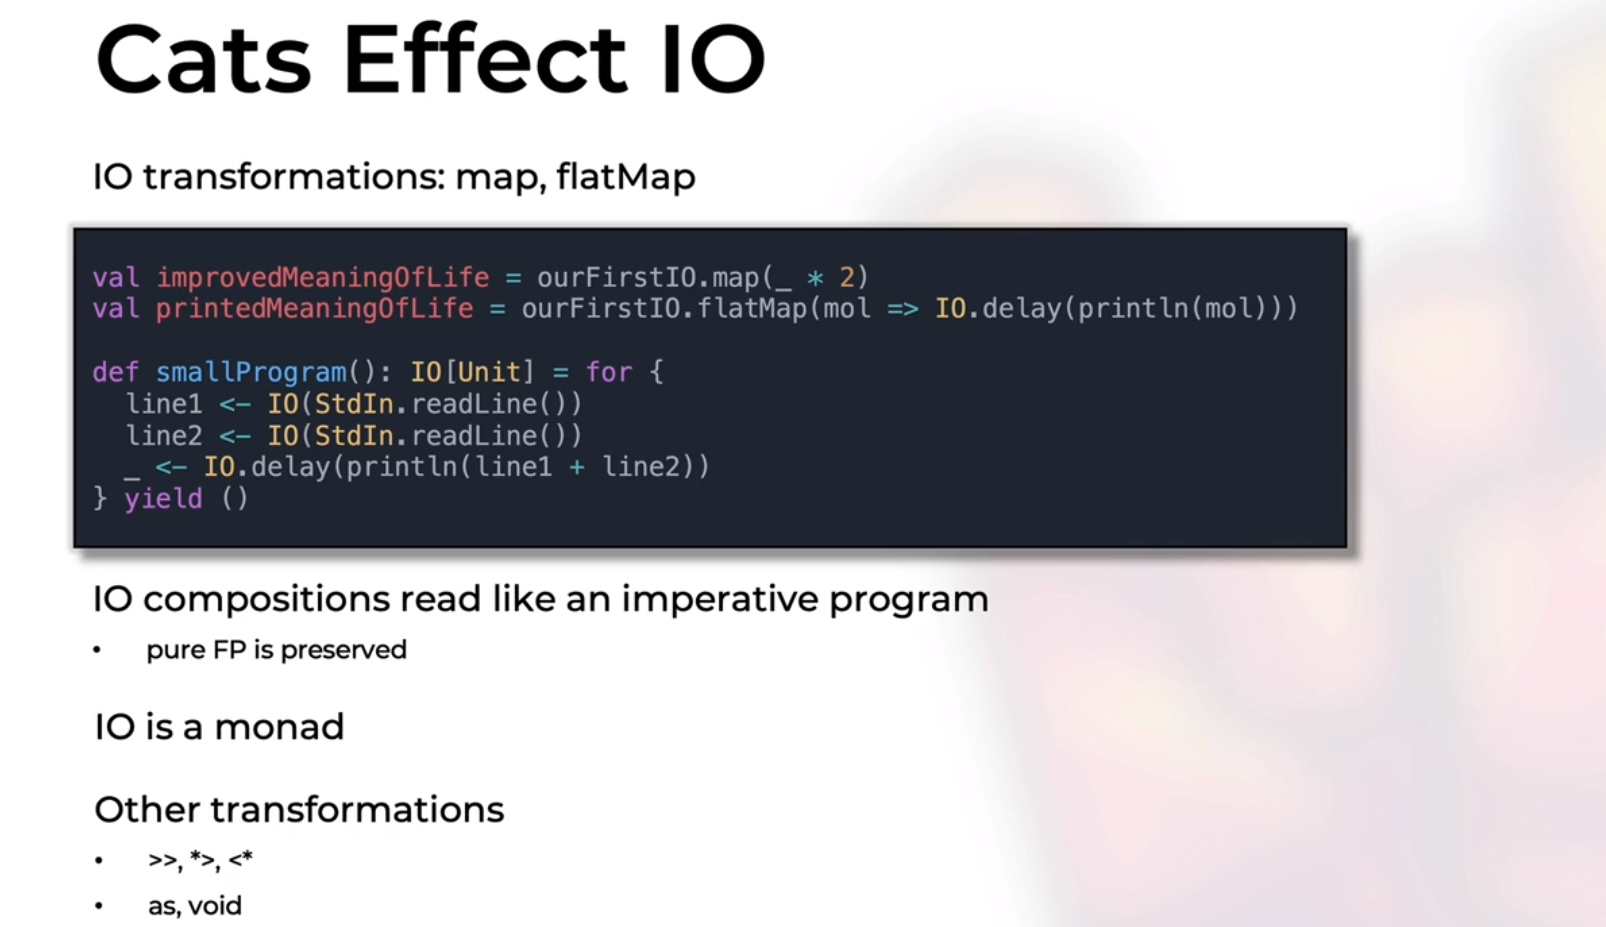 Cats Effect IO
IO transformations: map, flatMap
val improvedMeaningOfLife = ourFirstIO.map(_ * 2)
val printedMeaningOfLife = ourFirstIO.flatMap(mol => IO.delay(println(mol)))
def smallProgram(): IO[Unit] = for {
  line1 <- IO(StdIn.readLine())
  line2 <- IO(StdIn.readLine())
  _ <- IO.delay(println(line1 + line2))
} yield ()
IO compositions read like an imperative program
• pure FP is preserved
IO is a monad
Other transformations
• >>, *>, <*
• as, void